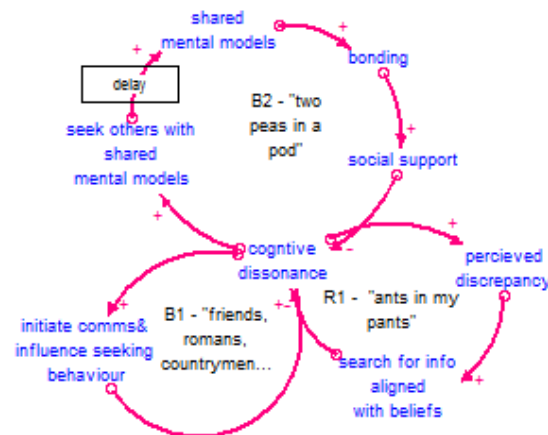 shared
mental models
+
+
delay
bonding
B2 - "two
peas in a
pod"
+
seek others with
shared
mental models
social support
+
+
-
cogntive
dissonance
percieved
discrepancy
+
+-
R1 - "ants in my
pants"
B1 - "friends,
romans,
countrymen...
initiate comms&
influence seeking
behaviour
search for info
aligned
with beliefs
+